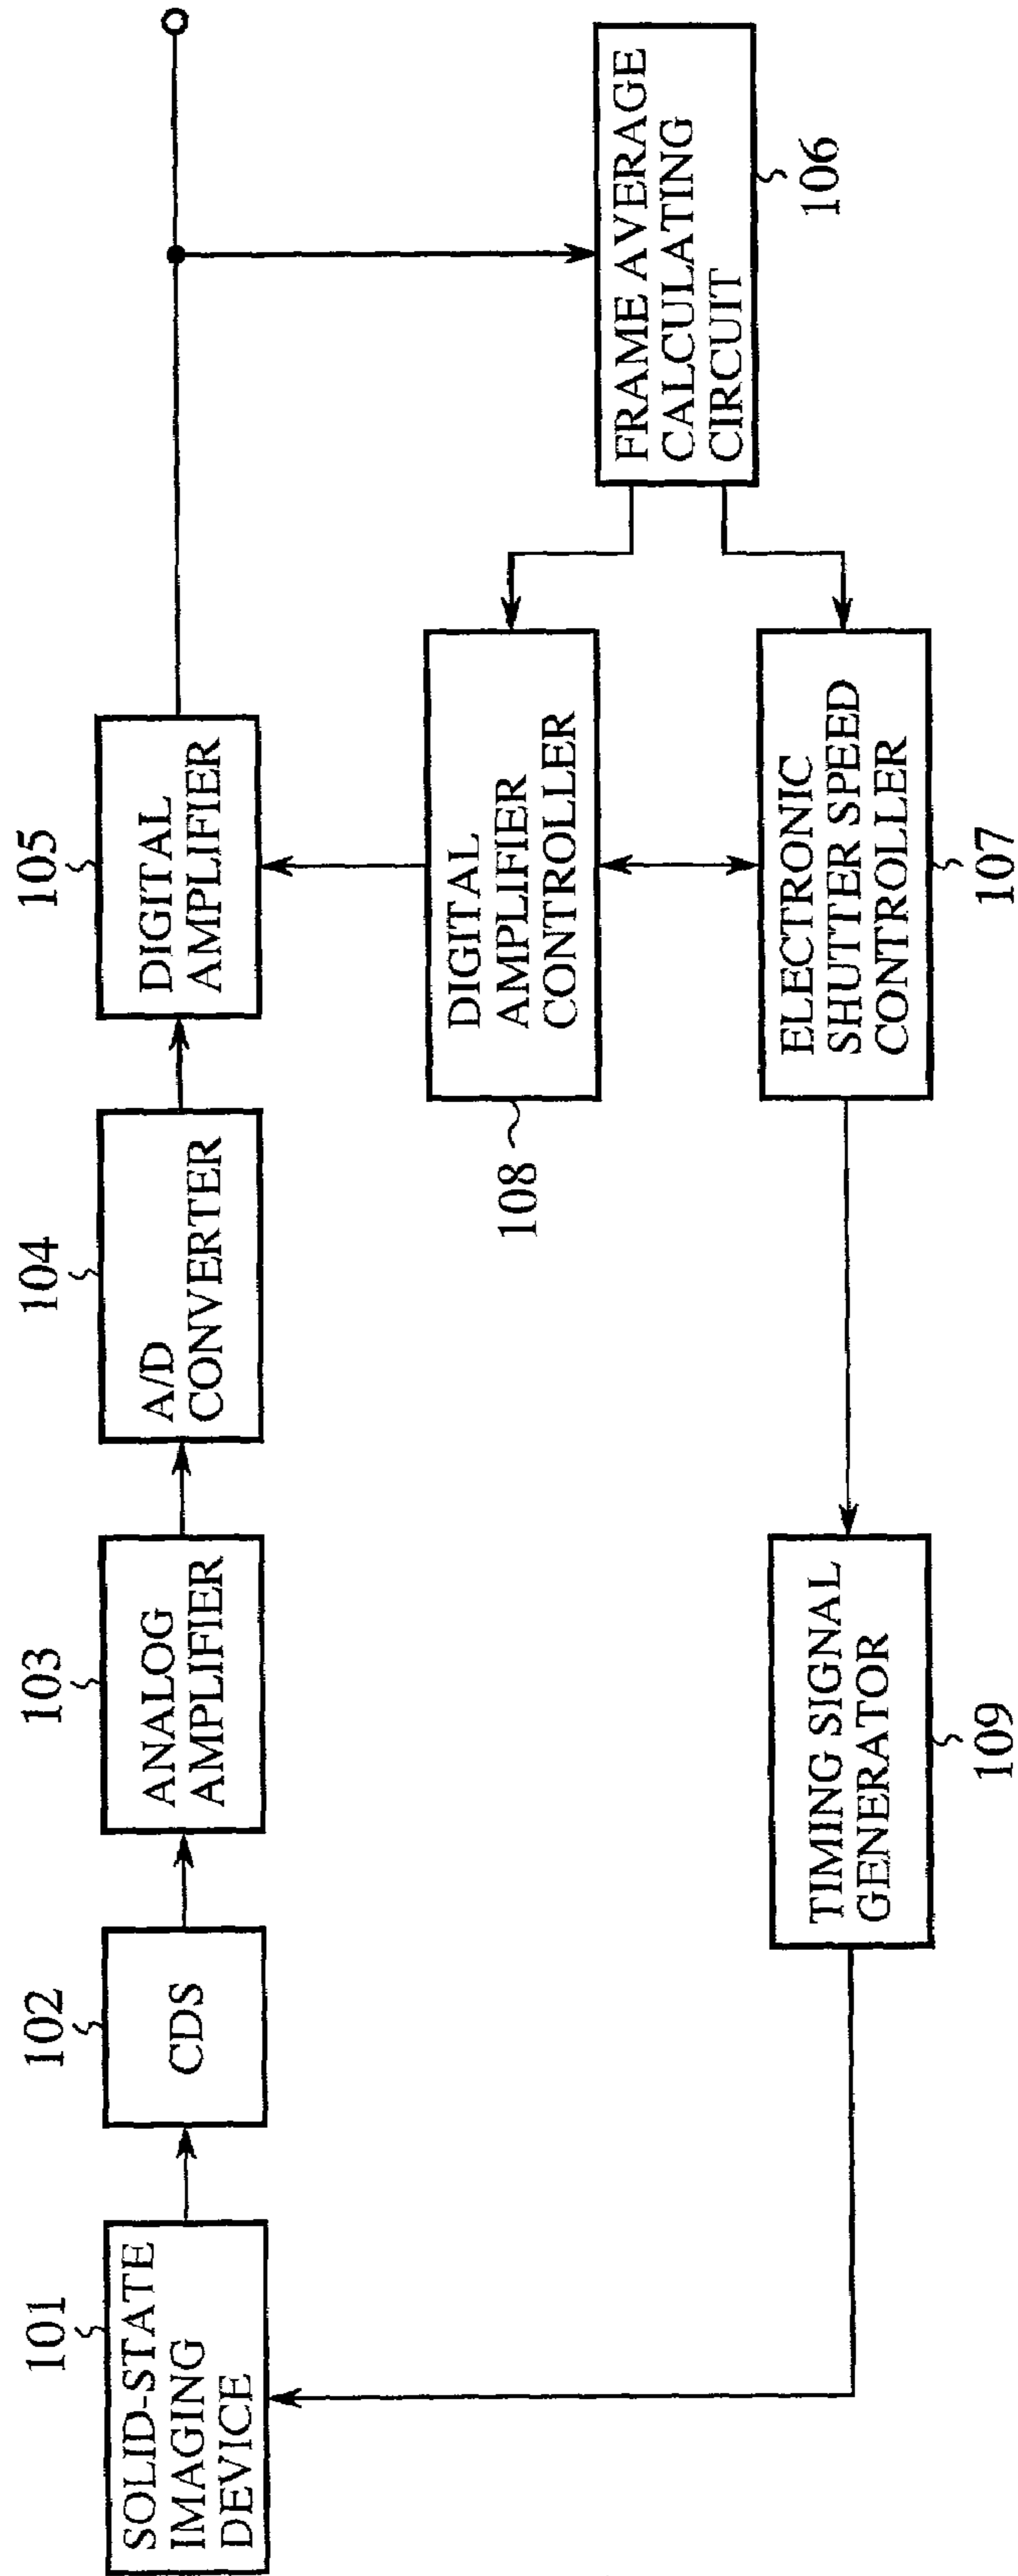 101
SOLID-STATE
IMAGING
DEVICE
102
CDS
103
ANALOG
AMPLIFIER
104
A/D
CONVERTER
105
DIGITAL
AMPLIFIER
108
DIGITAL
AMPLIFIER
CONTROLLER
FRAME AVERAGE
CALCULATING
CIRCUIT
106
TIMING SIGNAL
GENERATOR
109
ELECTRONIC
SHUTTER SPEED
CONTROLLER
107